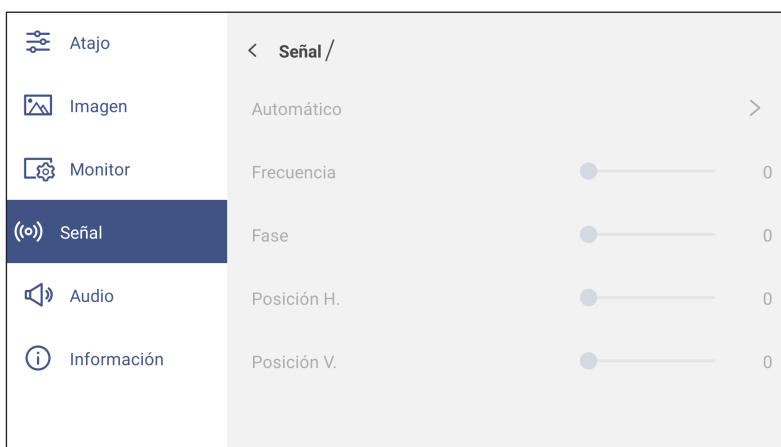 Atajo
Imagen
Monitor
Señal
Audio
Información
Señal /
Automático
Frecuencia 0
Fase 0
Posición H. 0
Posición V. 0